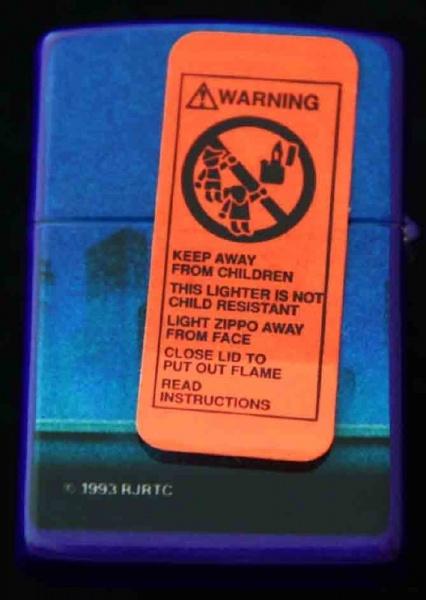 WARNING
KEEP AWAY
FROM CHILDREN
THIS LIGHTER IS NOT
CHILD RESISTANT
LIGHT ZIPPO AWAY
FROM FACE
CLOSE LID TO
PUT OUT FLAME
READ
INSTRUCTIONS
© 1993 RJRTC